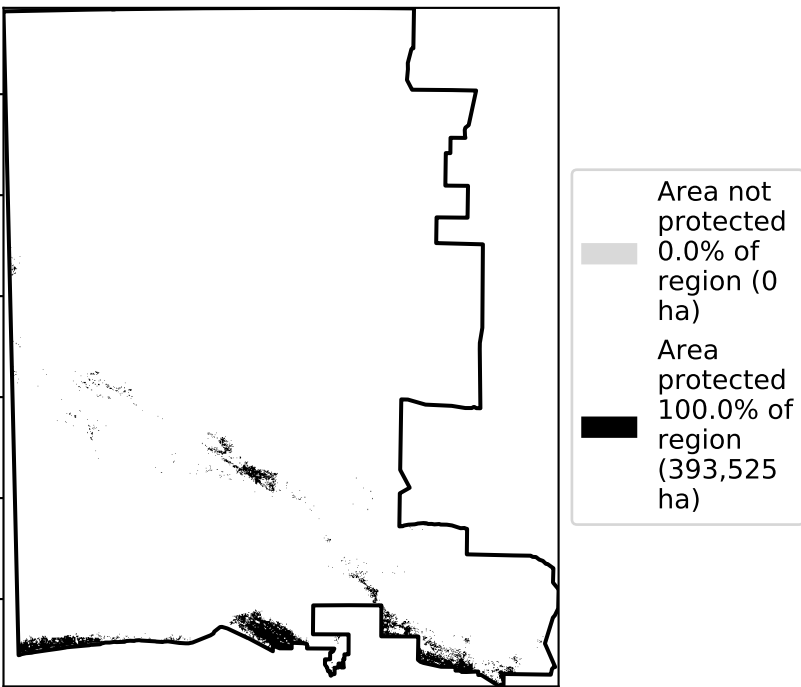 Area not
protected
0.0% of
region (0
ha)
Area
protected
100.0% of
region
(393,525
ha)